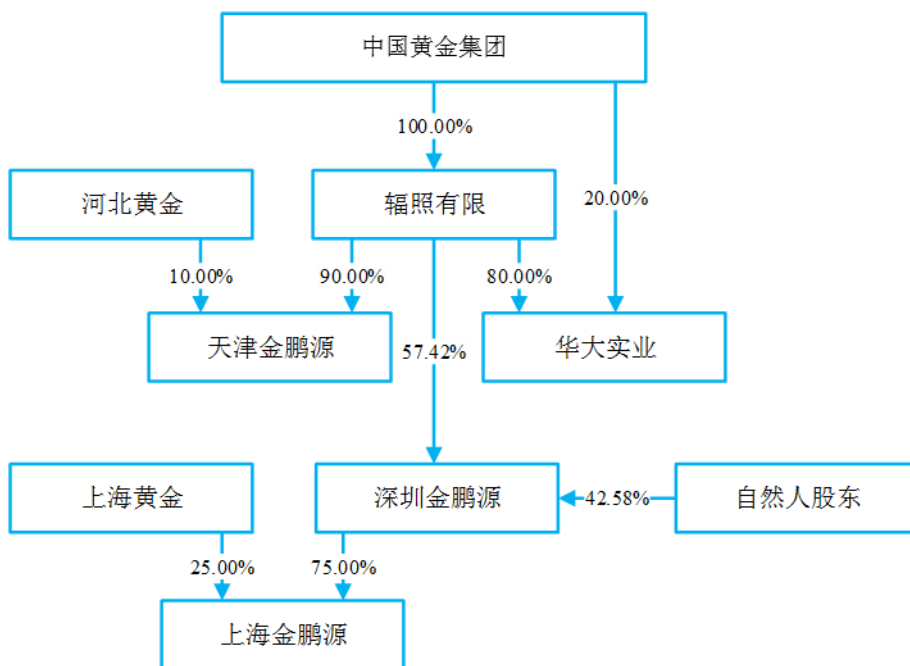 中国黄金集团
100.00%
河北黄金
辐照有限
20.00%
10.00%
90.00%
80.00%
天津金鹏源
57.42%
华大实业
上海黄金
深圳金鹏源
42.58%
自然人股东
25.00%
75.00%
上海金鹏源